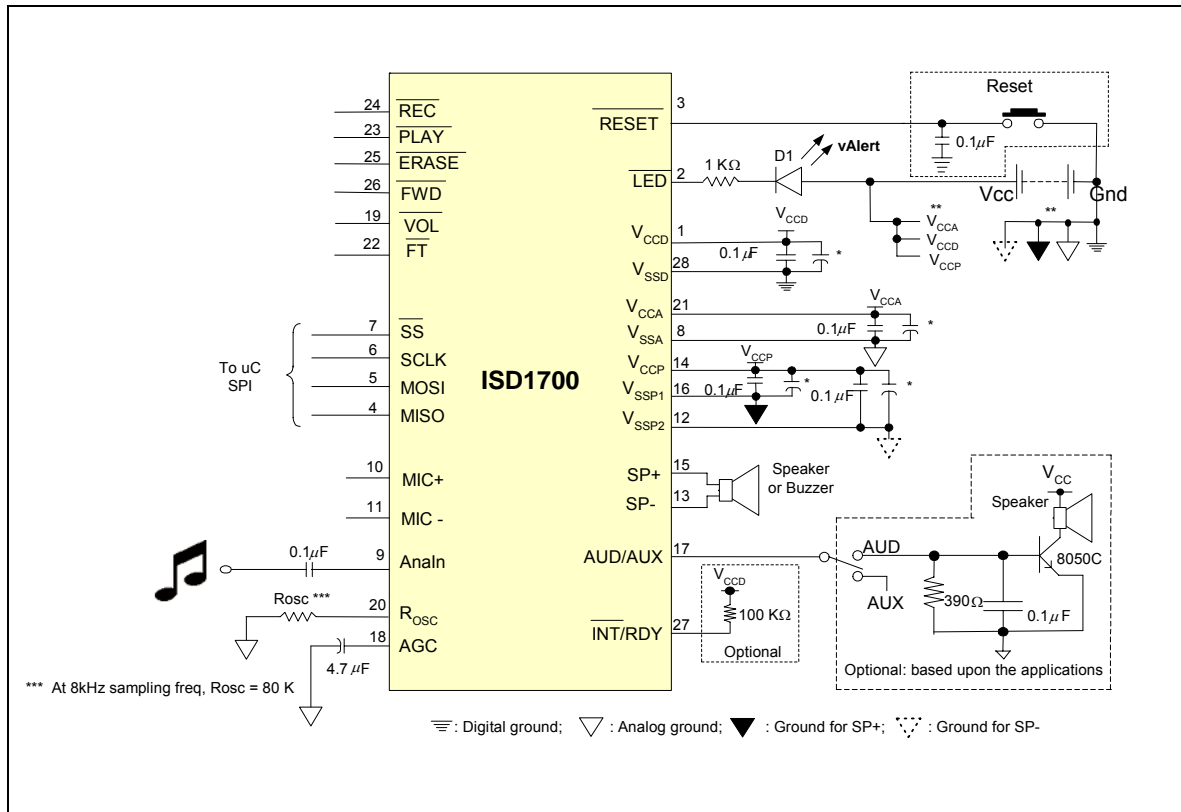 ISD1700
24 REC
23 PLAY
25 ERASE
26 FWD
19 VOL
22 FT
To uC
SPI
7 SS
6 SCLK
5 MOSI
4 MISO
10 MIC+
11 MIC -
0.1µF
9 AnaIn
Rosc ***
20 ROSC
18 AGC
4.7 µF
*** At 8kHz sampling freq, Rosc = 80 K
RESET 3
Reset
0.1µF
LED 2
1 KΩ
D1
vAlert
Vcc
Gnd
**
VCCA
VCCD
VCCP
**
VCCD 1
VCCD
0.1µF
*
VSSD 28
VCCA 21
VCCA
0.1µF
*
VSSA 8
VCCP 14
VCCP
0.1µF
*
0.1µF
*
VSSP1 16
VSSP2 12
SP+ 15
SP- 13
Speaker
or Buzzer
AUD/AUX 17
AUD
AUX
390Ω
0.1µF
VCC
Speaker
8050C
Optional: based upon the applications
INT/RDY 27
VCCD
100 KΩ
Optional
: Digital ground; : Analog ground; : Ground for SP+; : Ground for SP-